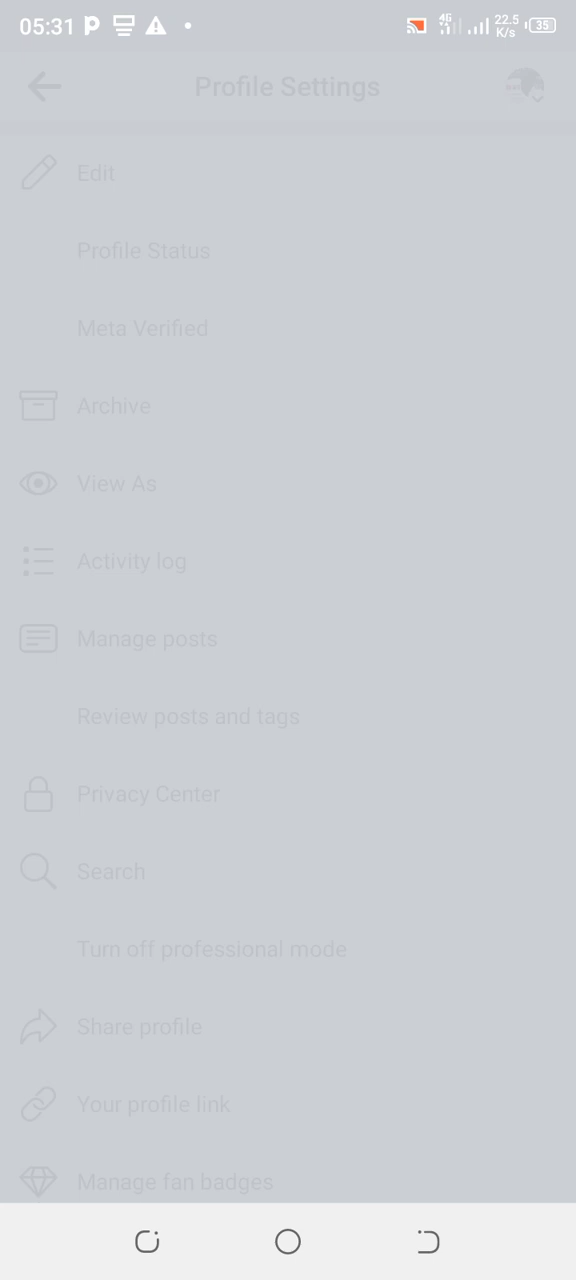 05:31
4G
22.5
K/s
35
Profile Settings
Edit
Profile Status
Meta Verified
Archive
View As
Activity log
Manage posts
Review posts and tags
Privacy Center
Search
Turn off professional mode
Share profile
Your profile link
Manage fan badges